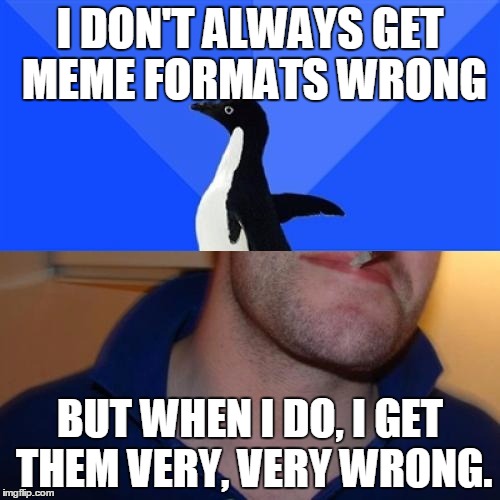 I DON'T ALWAYS GET
MEME FORMATS WRONG
BUT WHEN I DO, I GET
THEM VERY, VERY WRONG.
imgflip.com